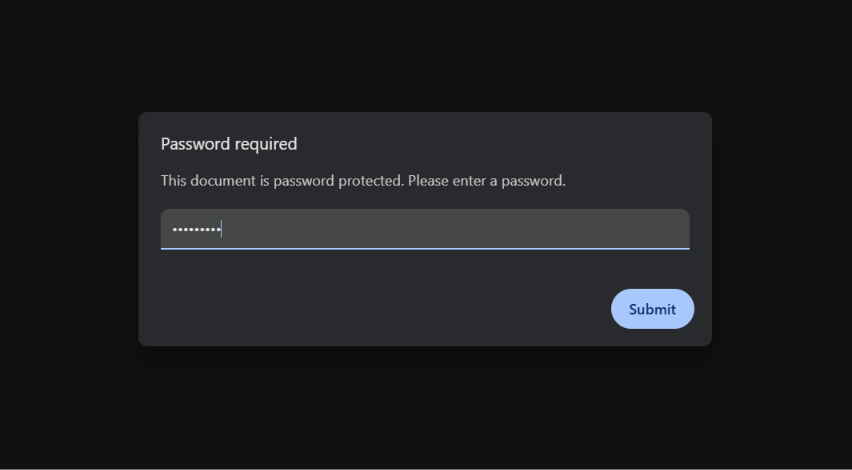 Password required
This document is password protected. Please enter a password.
•••••••••
Submit